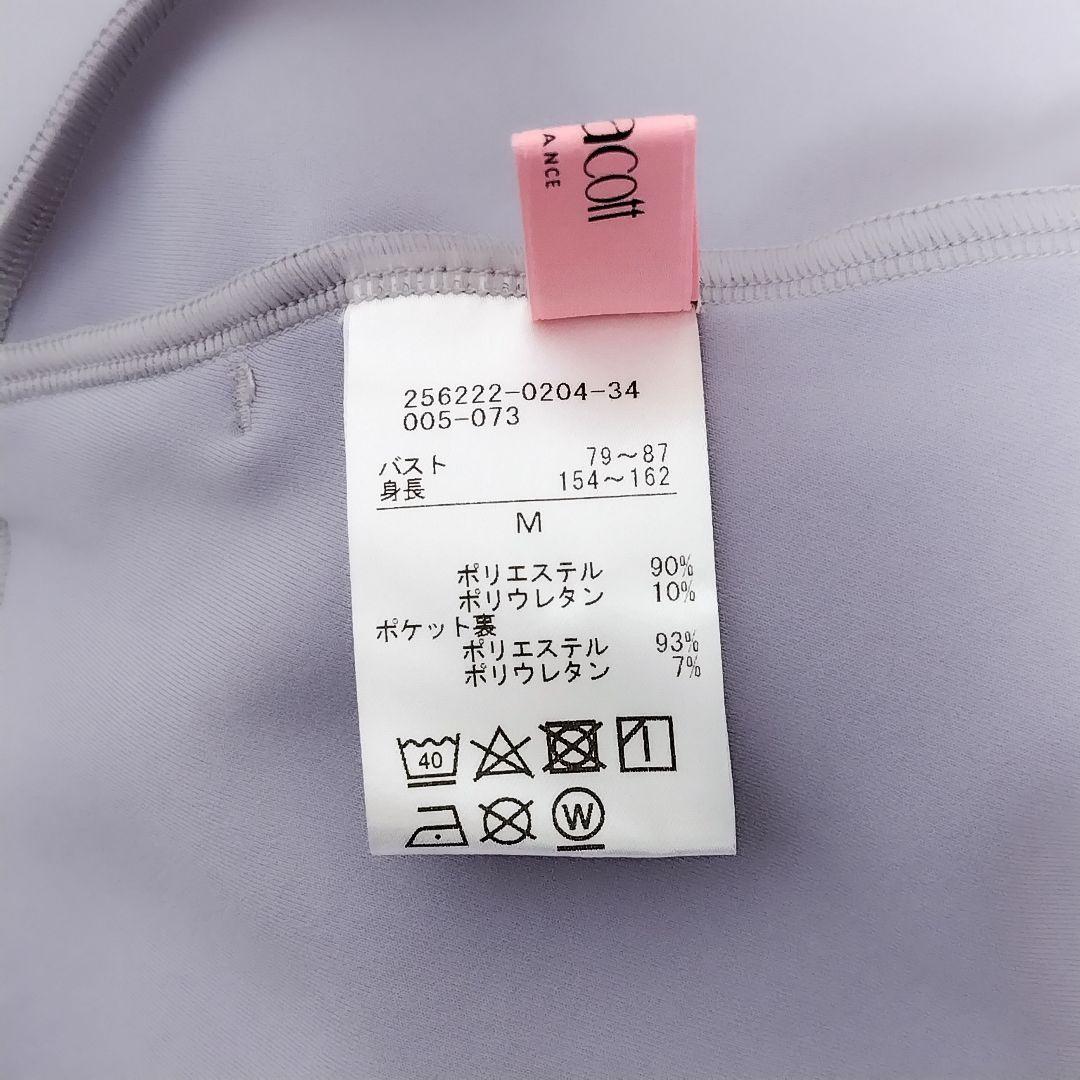 acott
ANCE
256222-0204-34
005-073
バスト 79～87
身長 154～162
M
ポリエステル 90%
ポリウレタン 10%
ポケット裏
ポリエステル 93%
ポリウレタン 7%
40
W